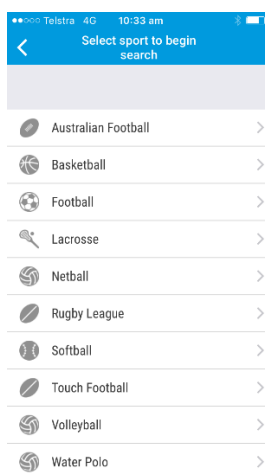 Telstra 4G 10:33 am
Select sport to begin
search
Australian Football
Basketball
Football
Lacrosse
Netball
Rugby League
Softball
Touch Football
Volleyball
Water Polo